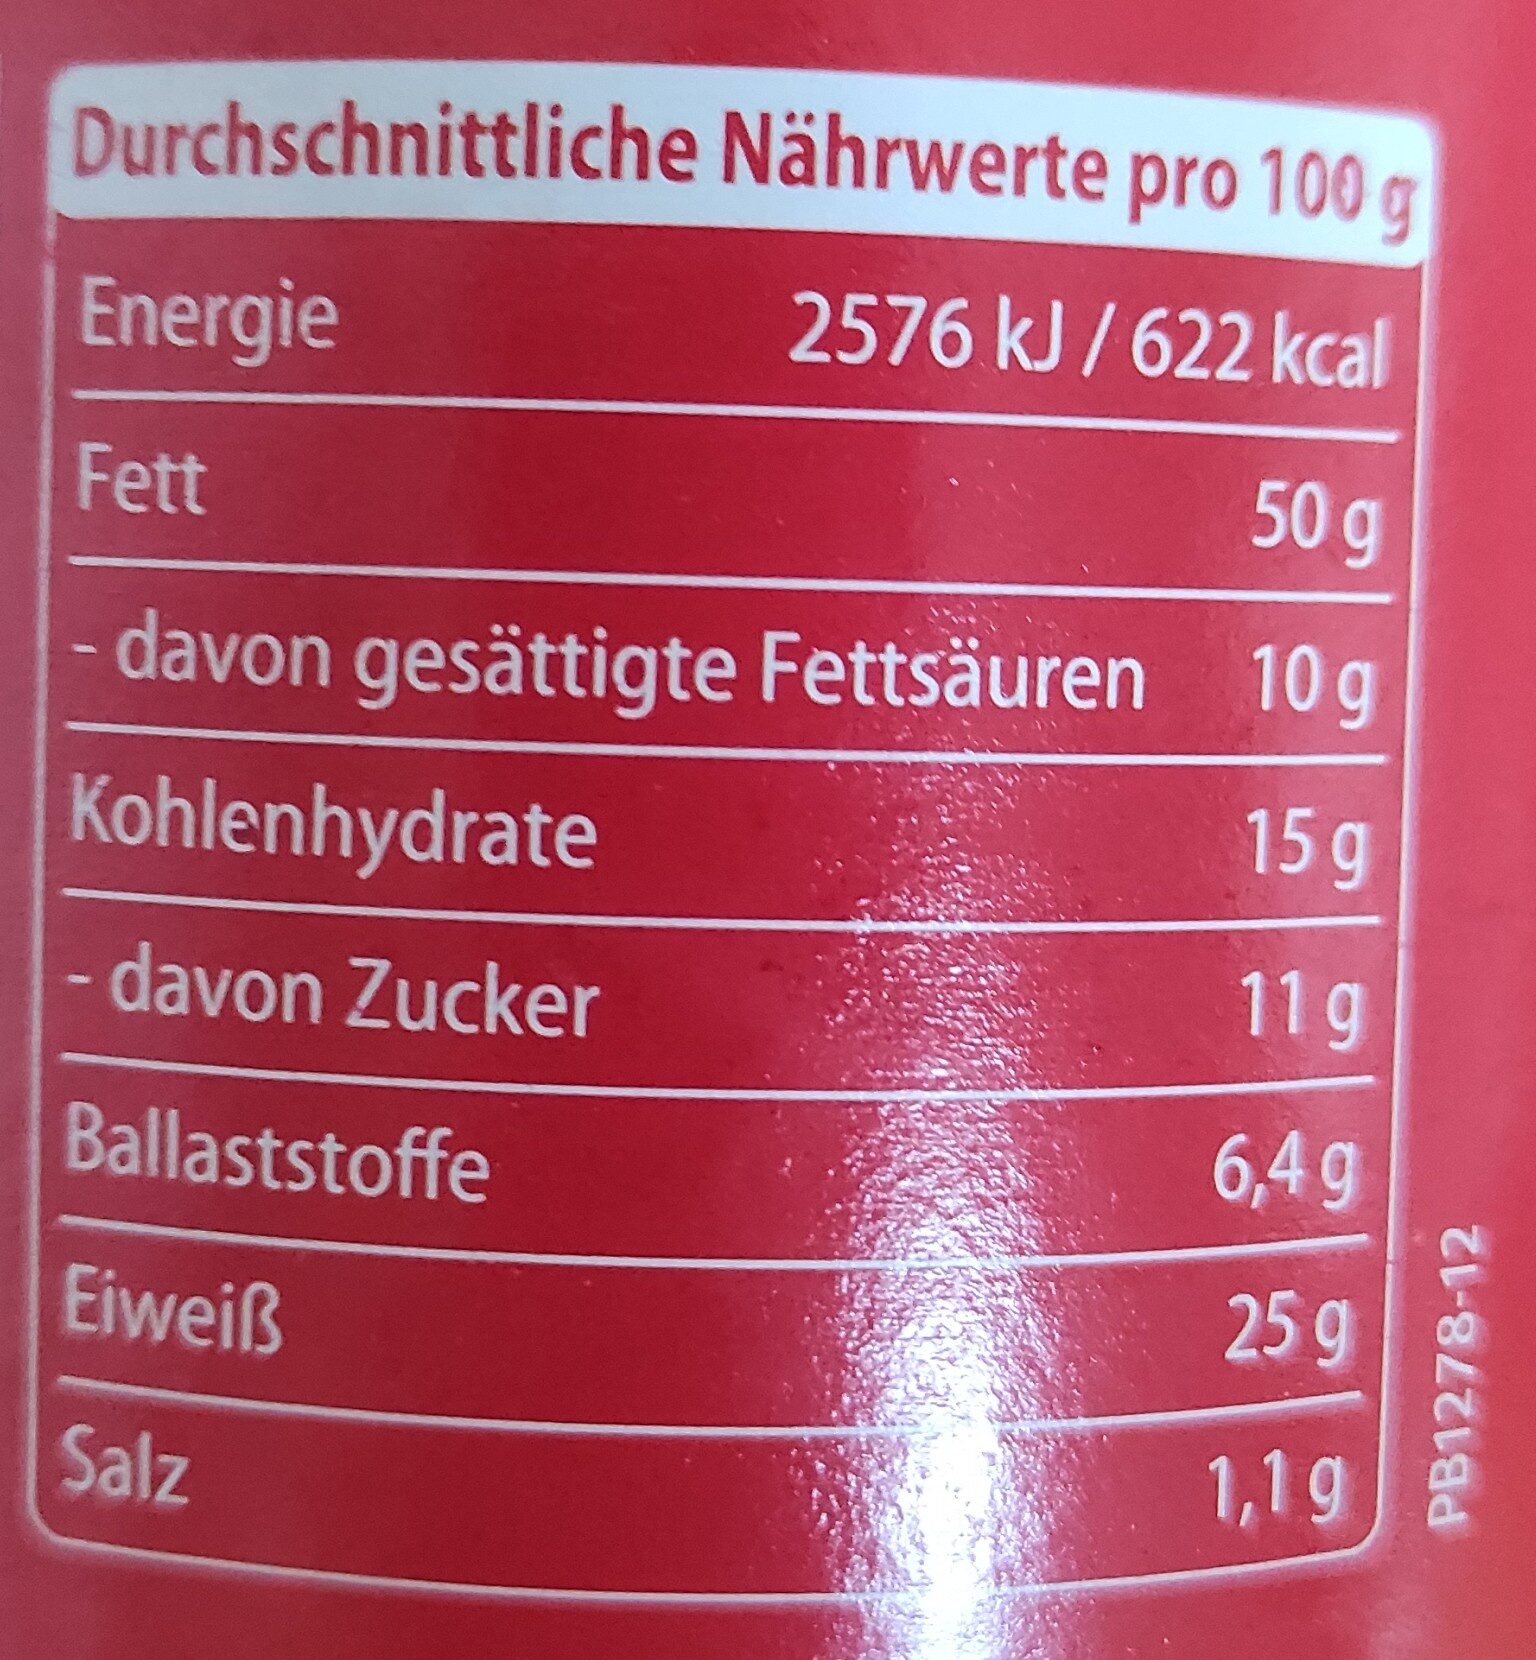 Durchschnittliche Nährwerte pro 100 g
Energie 2576 kJ / 622 kcal
Fett 50 g
- davon gesättigte Fettsäuren 10 g
Kohlenhydrate 15 g
- davon Zucker 11 g
Ballaststoffe 6,4 g
Eiweiß 25 g
Salz 1,1 g
PB1278-12